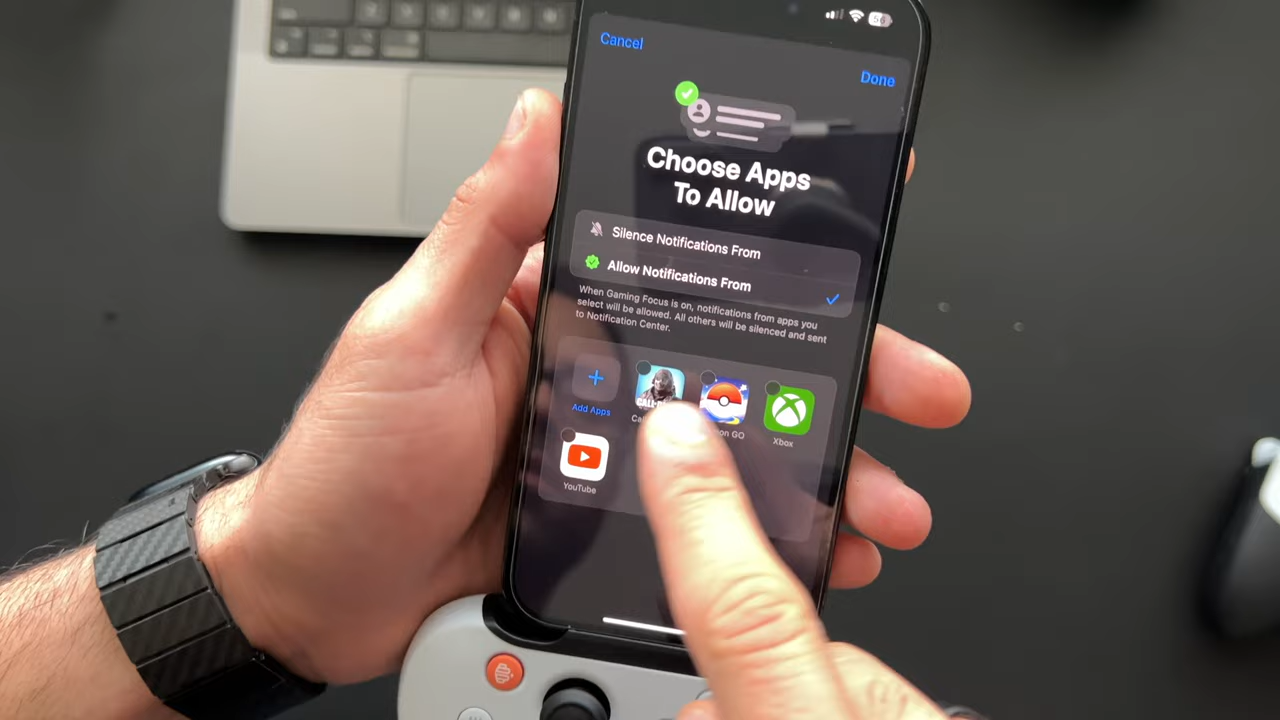 56
Cancel
Done
Choose Apps
To Allow
Silence Notifications From
Allow Notifications From
When Gaming Focus is on, notifications from apps you
select will be allowed. All others will be silenced and sent
to Notification Center.
Add Apps
GO
Xbox
YouTube